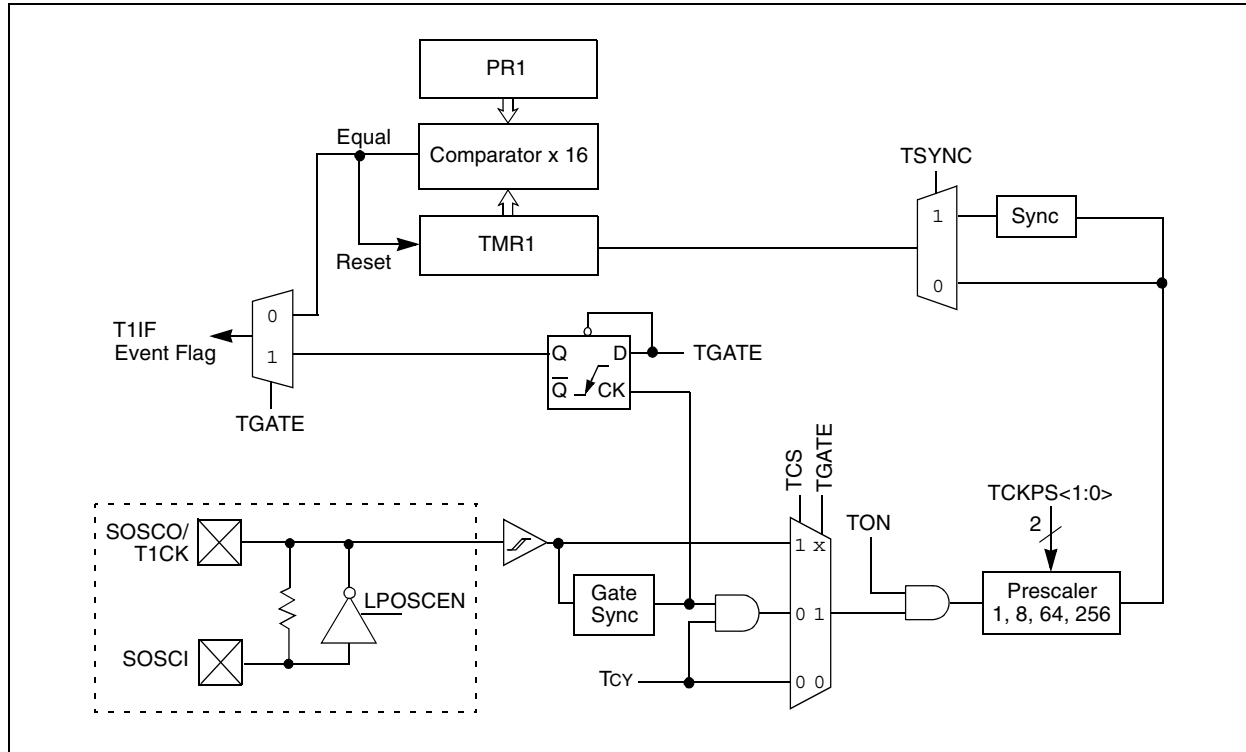 PR1
Equal
Comparator x 16
TSYNC
1
Sync
TMR1
Reset
0
0
T1IF
Event Flag
1
Q
D
TGATE
Q
CK
TGATE
TCS
TGATE
TCKPS<1:0>
2
SOSCO/
T1CK
TON
1 x
LPOSCEN
Gate
Sync
0 1
Prescaler
1, 8, 64, 256
SOSCI
TCY
0 0